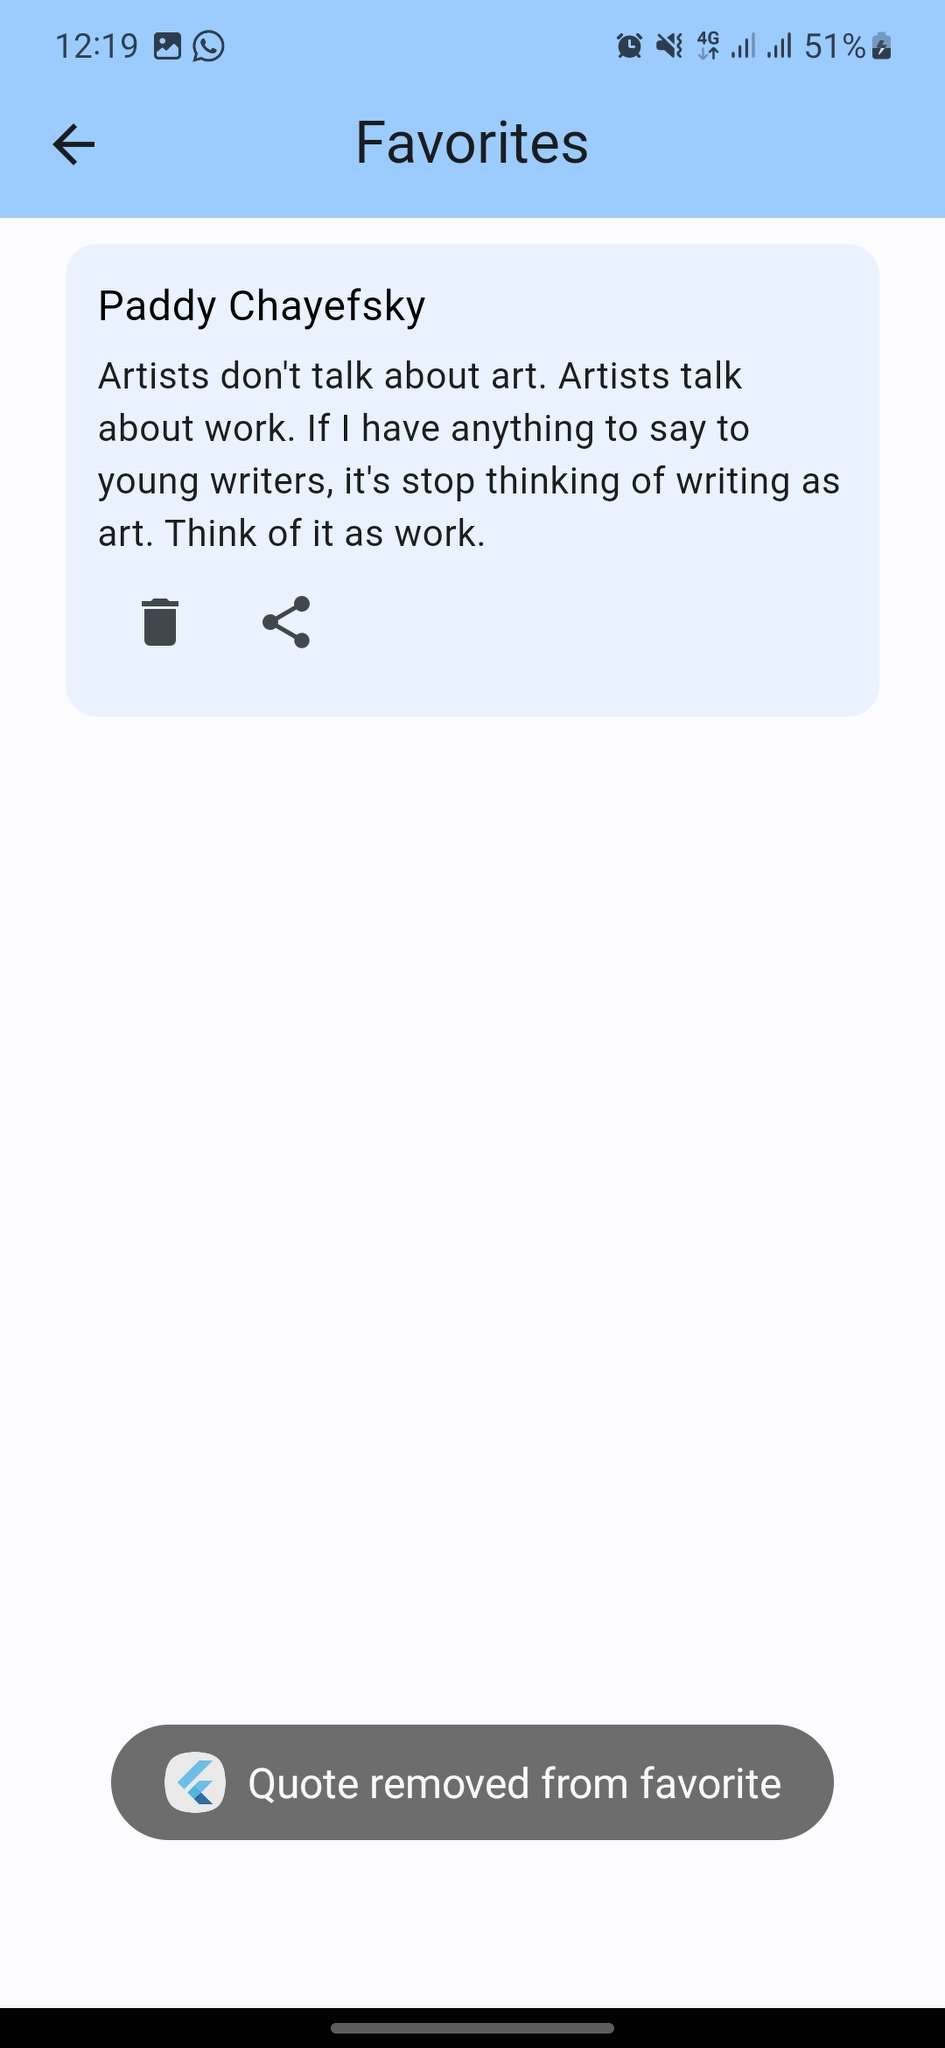 12:19
4G
51%
Favorites
Paddy Chayefsky
Artists don't talk about art. Artists talk
about work. If I have anything to say to
young writers, it's stop thinking of writing as
art. Think of it as work.
Quote removed from favorite